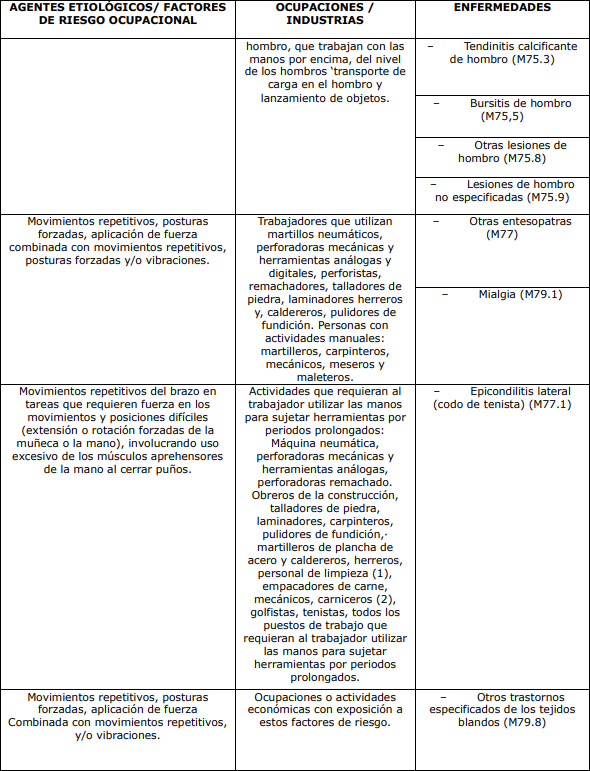 AGENTES ETIOLÓGICOS/ FACTORES
DE RIESGO OCUPACIONAL
OCUPACIONES /
INDUSTRIAS
ENFERMEDADES
hombro, que trabajan con las
manos por encima, del nivel
de los hombros ‘transporte de
carga en el hombro y
lanzamiento de objetos.
– Tendinitis calcificante
de hombro (M75.3)
– Bursitis de hombro
(M75,5)
– Otras lesiones de
hombro (M75.8)
– Lesiones de hombro
no especificadas (M75.9)
Movimientos repetitivos, posturas
forzadas, aplicación de fuerza
combinada con movimientos repetitivos,
posturas forzadas y/o vibraciones.
Trabajadores que utilizan
martillos neumáticos,
perforadoras mecánicas y
herramientas análogas y
digitales, perforistas,
remachadores, talladores de
piedra, laminadores herreros
y, caldereros, pulidores de
fundición. Personas con
actividades manuales:
martilleros, carpinteros,
mecánicos, meseros y
maleteros.
– Otras entesopatras
(M77)
– Mialgia (M79.1)
Movimientos repetitivos del brazo en
tareas que requieren fuerza en los
movimientos y posiciones difíciles
(extensión o rotación forzadas de la
muñeca o la mano), involucrando uso
excesivo de los músculos aprehensores
de la mano al cerrar puños.
Actividades que requieran al
trabajador utilizar las manos
para sujetar herramientas por
periodos prolongados:
Máquina neumática,
perforadoras mecánicas y
herramientas análogas,
perforadoras remachado.
Obreros de la construcción,
talladores de piedra,
laminadores, carpinteros,
pulidores de fundición,·
martilleros de plancha de
acero y caldereros, herreros,
personal de limpieza (1),
empacadores de carne,
mecánicos, carniceros (2),
golfistas, tenistas, todos los
puestos de trabajo que
requieran al trabajador utilizar
las manos para sujetar
herramientas por periodos
prolongados.
– Epicondilitis lateral
(codo de tenista) (M77.1)
Movimientos repetitivos, posturas
forzadas, aplicación de fuerza
Combinada con movimientos repetitivos,
y/o vibraciones.
Ocupaciones o actividades
económicas con exposición a
estos factores de riesgo.
– Otros trastornos
especificados de los tejidos
blandos (M79.8)